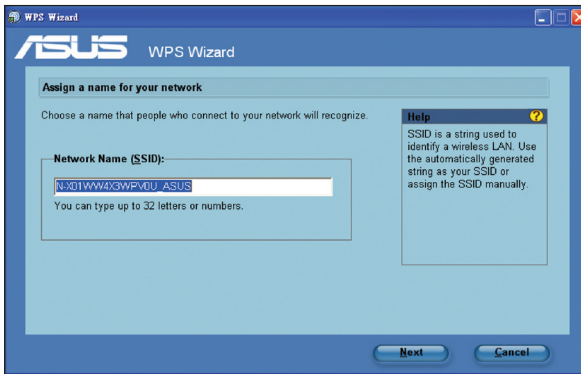 WPS Wizard
ASUS WPS Wizard
Assign a name for your network
Choose a name that people who connect to your network will recognize.
Network Name (SSID):
N-X01WW4X3WPV0U_ASUS
You can type up to 32 letters or numbers.
Help ?
SSID is a string used to
identify a wireless LAN. Use
the automatically generated
string as your SSID or
assign the SSID manually.
Next Cancel